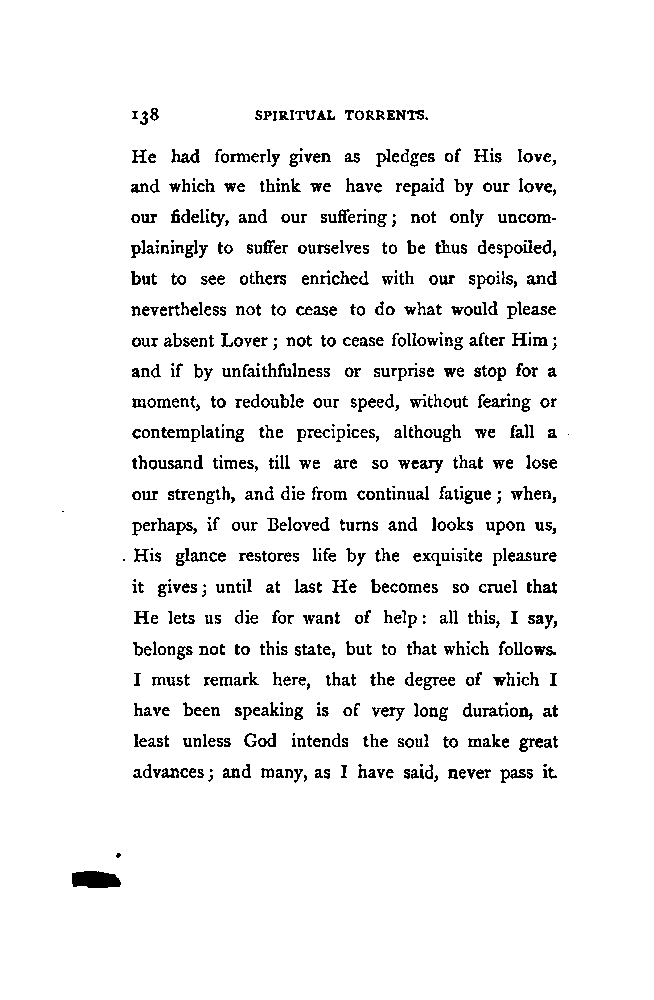 138 SPIRITUAL TORRENTS.
He had formerly given as pledges of His love,
and which we think we have repaid by our love,
our fidelity, and our suffering; not only uncom-
plainingly to suffer ourselves to be thus despoiled,
but to see others enriched with our spoils, and
nevertheless not to cease to do what would please
our absent Lover; not to cease following after Him;
and if by unfaithfulness or surprise we stop for a
moment, to redouble our speed, without fearing or
contemplating the precipices, although we fall a
thousand times, till we are so weary that we lose
our strength, and die from continual fatigue; when,
perhaps, if our Beloved turns and looks upon us,
His glance restores life by the exquisite pleasure
it gives; until at last He becomes so cruel that
He lets us die for want of help: all this, I say,
belongs not to this state, but to that which follows.
I must remark here, that the degree of which I
have been speaking is of very long duration, at
least unless God intends the soul to make great
advances; and many, as I have said, never pass it.